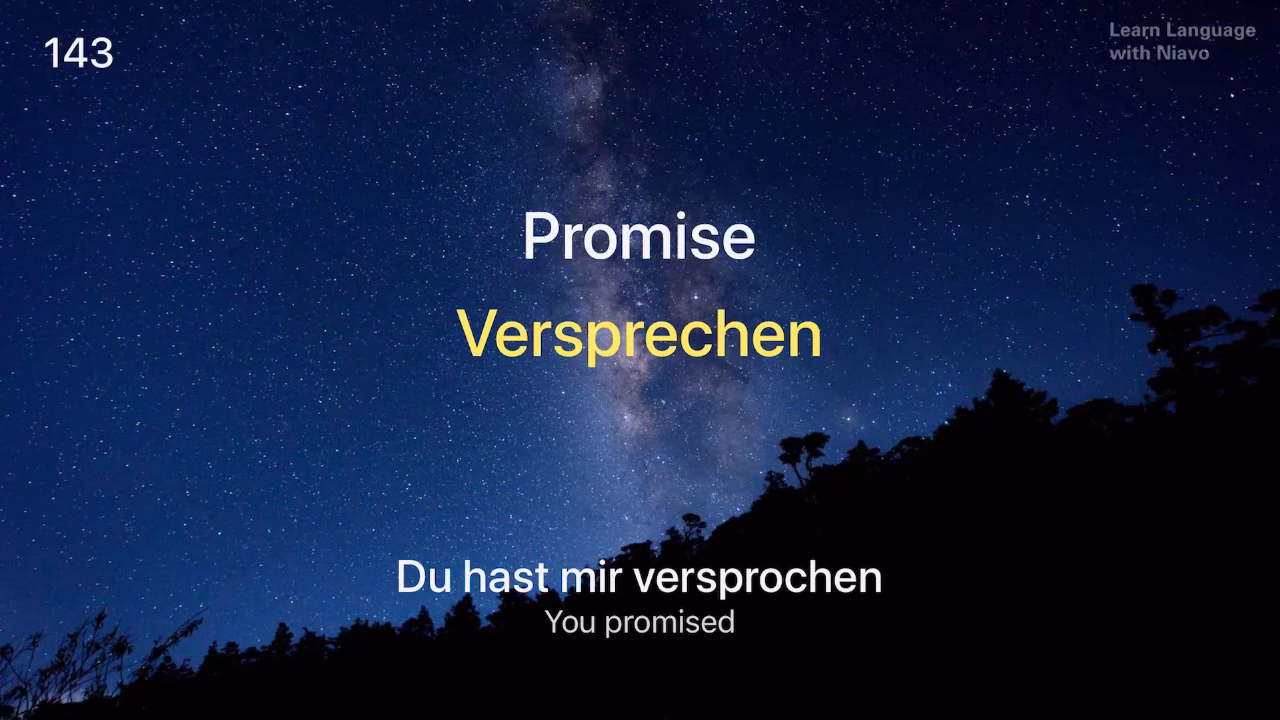 143
Learn Language
with Niavo
Promise
Versprechen
Du hast mir versprochen
You promised